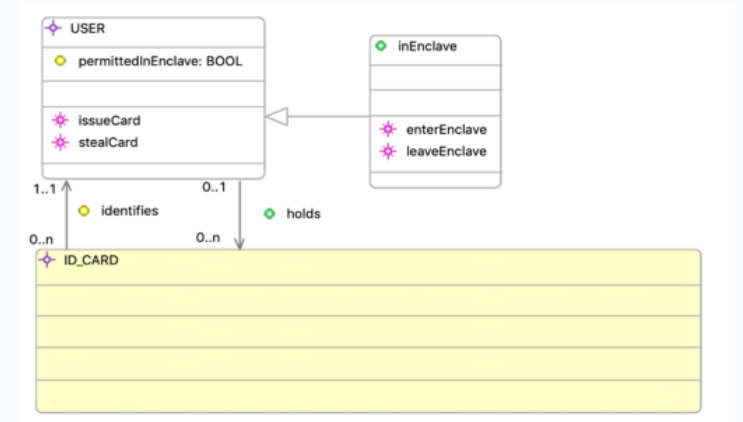 USER
permittedInEnclave: BOOL
issueCard
stealCard
inEnclave
enterEnclave
leaveEnclave
1..1
0..1
identifies
holds
0..n
0..n
ID_CARD